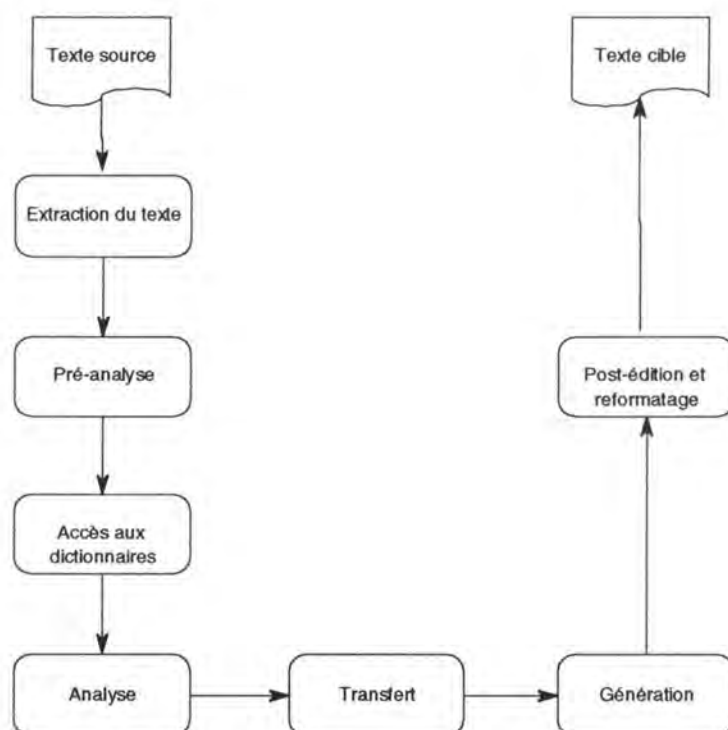 Texte source
Texte cible
Extraction du texte
Pré-analyse
Post-édition et
reformatage
Accès aux
dictionnaires
Analyse
Transfert
Génération